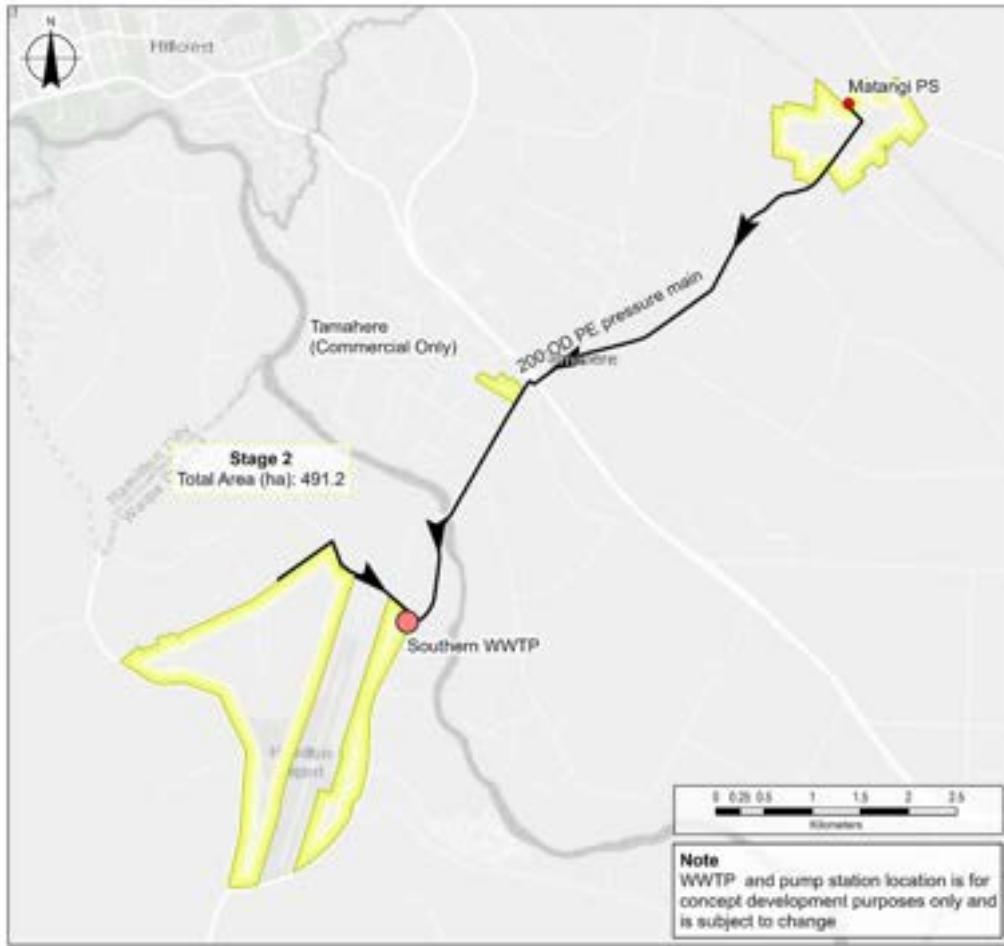 N
Hillcrest
Matangi PS
200 OD PE pressure main
Tamahere
(Commercial Only)
Stage 2
Total Area (ha): 491.2
Southern WWTP
0 0.25 0.5 1 1.5 2 2.5
Kilometers
Note
WWTP and pump station location is for
concept development purposes only and
is subject to change